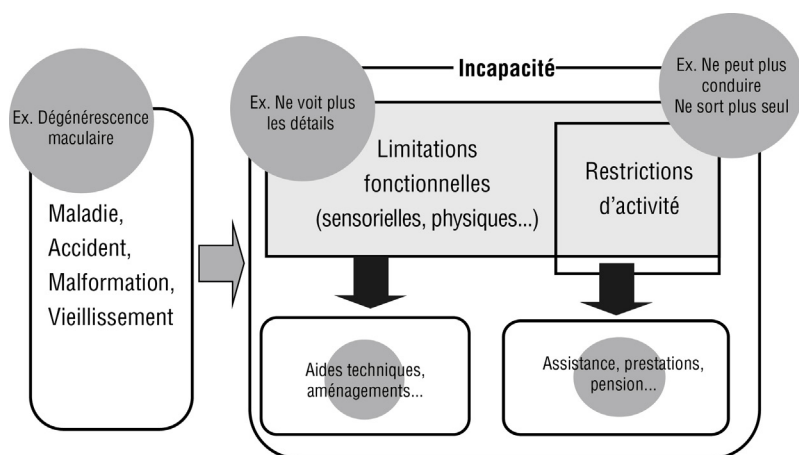 Ex. Dégénérescence
maculaire
Maladie,
Accident,
Malformation,
Vieillissement
Incapacité
Ex. Ne voit plus
les détails
Ex. Ne peut plus
conduire
Ne sort plus seul
Limitations
fonctionnelles
(sensorielles, physiques...)
Restrictions
d’activité
Aides techniques,
aménagements...
Assistance, prestations,
pension...